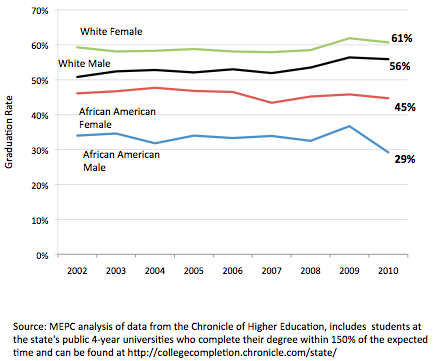 70%
White Female
61%
60%
White Male
56%
50%
45%
40%
African American
Female
30%
African American
Male
29%
20%
10%
0%
Graduation Rate
2002 2003 2004 2005 2006 2007 2008 2009 2010
Source: MEPC analysis of data from the Chronicle of Higher Education, includes students at
the state's public 4-year universities who complete their degree within 150% of the expected
time and can be found at http://collegecompletion.chronicle.com/state/